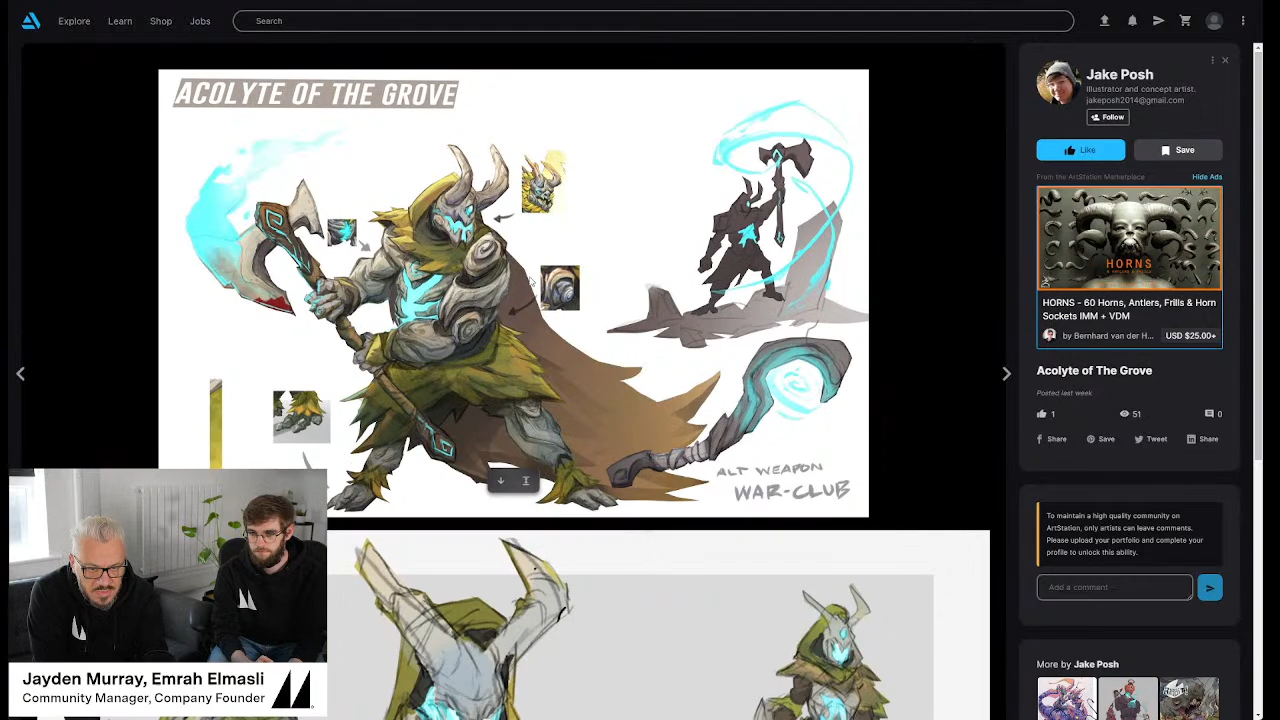 Explore Learn Shop Jobs Search
ACOLYTE OF THE GROVE
ALT WEAPON
WAR-CLUB
Jake Posh
Illustrator and concept artist.
jakeposh2014@gmail.com
Follow
Like Save
From the ArtStation Marketplace Hide Ads
HORNS
HORNS - 60 Horns, Antlers, Frills & Horn
Sockets IMM + VDM
by Bernhard van der H... USD $25.00+
Acolyte of The Grove
Posted last week
1 51 0
Share Save Tweet Share
To maintain a high quality community on
ArtStation, only artists can leave comments.
Please upload your portfolio and complete your
profile to unlock this ability.
Add a comment
More by Jake Posh
Jayden Murray, Emrah Elmasli
Community Manager, Company Founder